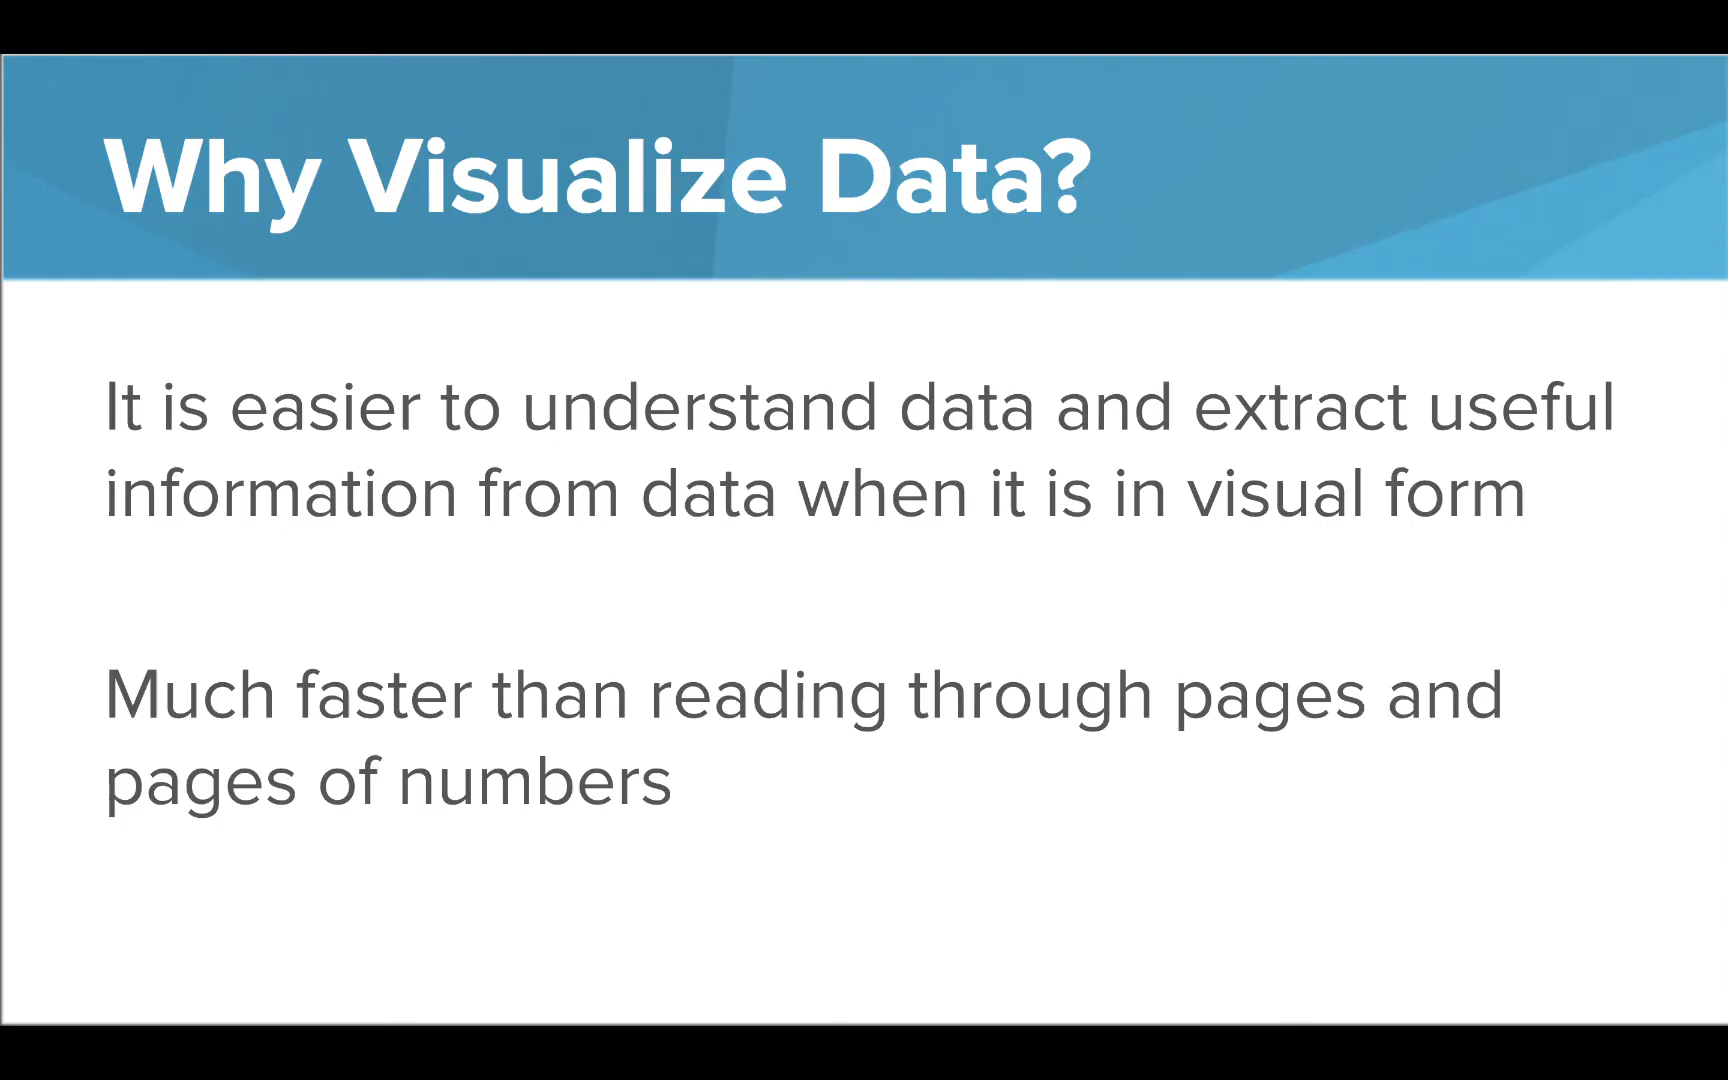 Why Visualize Data?
It is easier to understand data and extract useful
information from data when it is in visual form
Much faster than reading through pages and
pages of numbers